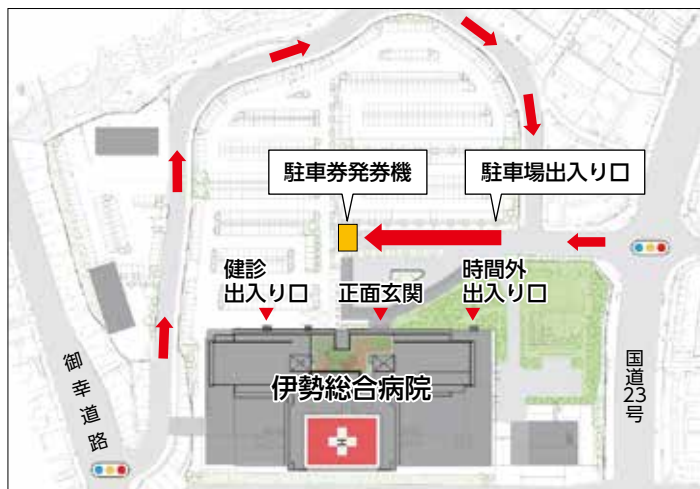 駐車券発券機
駐車場出入り口
健診
出入り口
正面玄関
時間外
出入り口
伊勢総合病院
御幸道路
国道23号
H